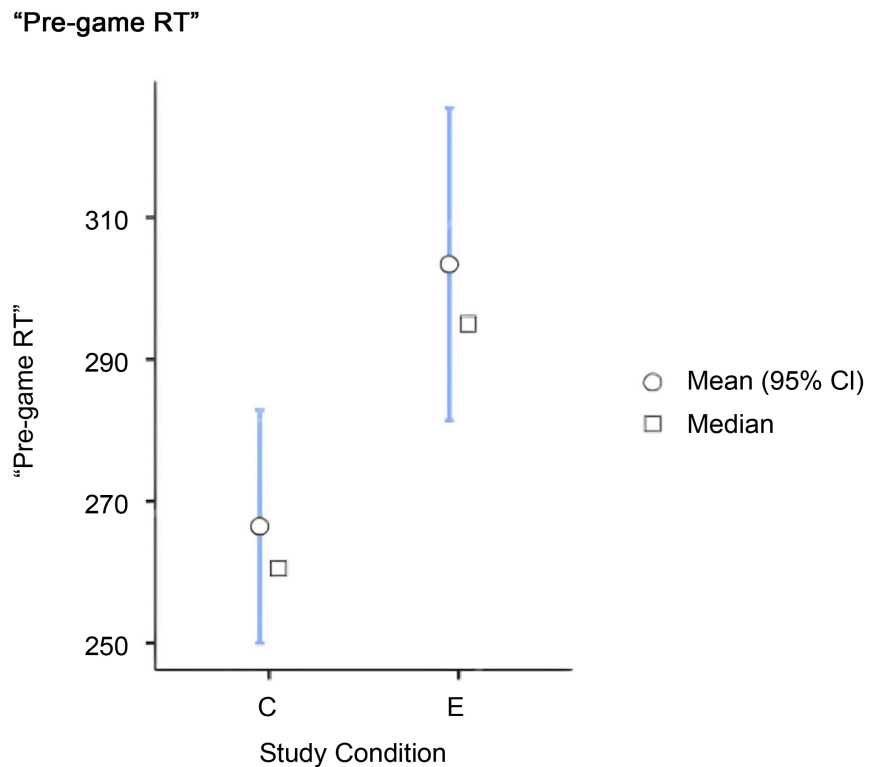 “Pre-game RT”
“Pre-game RT”
310
290
270
250
C
E
Study Condition
Mean (95% CI)
Median